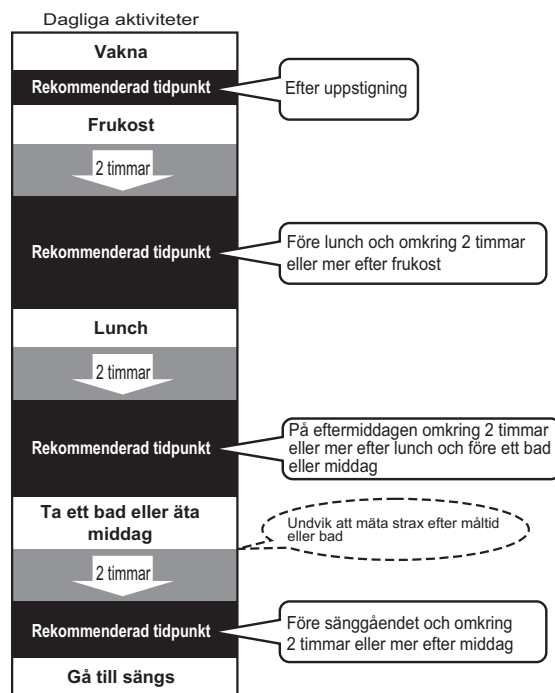 Dagliga aktiviteter
Vakna
Rekommenderad tidpunkt
Efter uppstigning
Frukost
2 timmar
Rekommenderad tidpunkt
Före lunch och omkring 2 timmar
eller mer efter frukost
Lunch
2 timmar
Rekommenderad tidpunkt
På eftermiddagen omkring 2 timmar
eller mer efter lunch och före ett bad
eller middag
Ta ett bad eller äta
middag
Undvik att mäta strax efter måltid
eller bad
2 timmar
Rekommenderad tidpunkt
Före sänggåendet och omkring
2 timmar eller mer efter middag
Gå till sängs